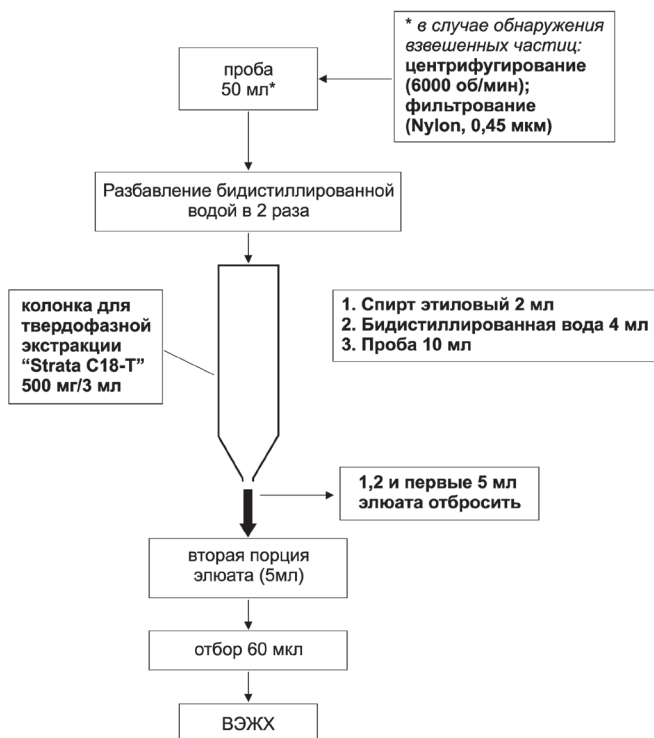 проба
50 мл*
* в случае обнаружения
взвешенных частиц:
центрифугирование
(6000 об/мин);
фильтрование
(Nylon, 0,45 мкм)
Разбавление бидистиллированной
водой в 2 раза
колонка для
твердофазной
экстракции
“Strata C18-T”
500 мг/3 мл
1. Спирт этиловый 2 мл
2. Бидистиллированная вода 4 мл
3. Проба 10 мл
1,2 и первые 5 мл
элюата отбросить
вторая порция
элюата (5мл)
отбор 60 мкл
ВЭЖХ